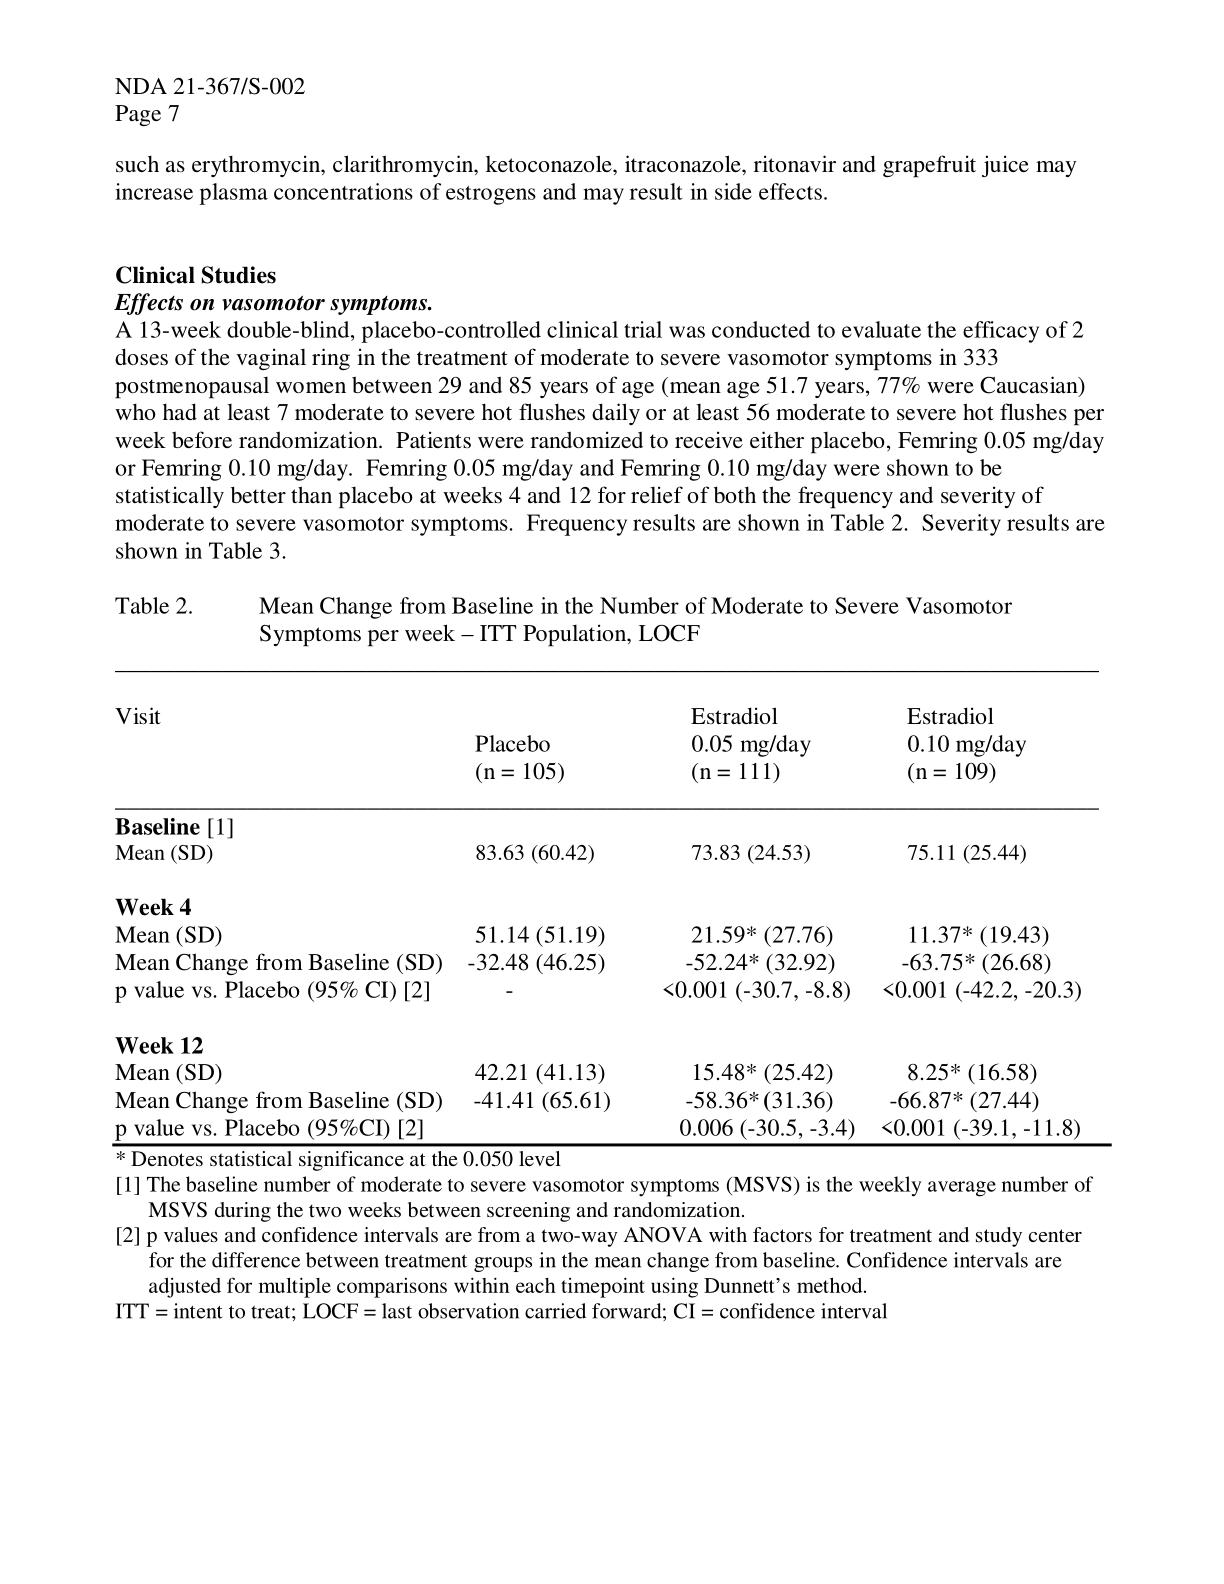 NDA 21-367/S-002
Page 7
such as erythromycin, clarithromycin, ketoconazole, itraconazole, ritonavir and grapefruit juice may
increase plasma concentrations of estrogens and may result in side effects.
Clinical Studies
Effects on vasomotor symptoms.
A 13-week double-blind, placebo-controlled clinical trial was conducted to evaluate the efficacy of 2
doses of the vaginal ring in the treatment of moderate to severe vasomotor symptoms in 333
postmenopausal women between 29 and 85 years of age (mean age 51.7 years, 77% were Caucasian)
who had at least 7 moderate to severe hot flushes daily or at least 56 moderate to severe hot flushes per
week before randomization.  Patients were randomized to receive either placebo, Femring 0.05 mg/day
or Femring 0.10 mg/day.  Femring 0.05 mg/day and Femring 0.10 mg/day were shown to be
statistically better than placebo at weeks 4 and 12 for relief of both the frequency and severity of
moderate to severe vasomotor symptoms.  Frequency results are shown in Table 2.  Severity results are
shown in Table 3.
Table 2. Mean Change from Baseline in the Number of Moderate to Severe Vasomotor
Symptoms per week – ITT Population, LOCF
Visit Estradiol Estradiol
Placebo 0.05 mg/day 0.10 mg/day
(n = 105) (n = 111) (n = 109)
Baseline [1]
Mean (SD) 83.63 (60.42) 73.83 (24.53) 75.11 (25.44)
Week 4
Mean (SD) 51.14 (51.19) 21.59* (27.76) 11.37* (19.43)
Mean Change from Baseline (SD) -32.48 (46.25) -52.24* (32.92) -63.75* (26.68)
p value vs. Placebo (95% CI) [2] - <0.001 (-30.7, -8.8) <0.001 (-42.2, -20.3)
Week 12
Mean (SD) 42.21 (41.13) 15.48* (25.42) 8.25* (16.58)
Mean Change from Baseline (SD) -41.41 (65.61) -58.36* (31.36) -66.87* (27.44)
p value vs. Placebo (95%CI) [2] 0.006 (-30.5, -3.4) <0.001 (-39.1, -11.8)
* Denotes statistical significance at the 0.050 level
[1] The baseline number of moderate to severe vasomotor symptoms (MSVS) is the weekly average number of
MSVS during the two weeks between screening and randomization.
[2] p values and confidence intervals are from a two-way ANOVA with factors for treatment and study center
for the difference between treatment groups in the mean change from baseline. Confidence intervals are
adjusted for multiple comparisons within each timepoint using Dunnett's method.
ITT = intent to treat; LOCF = last observation carried forward; CI = confidence interval